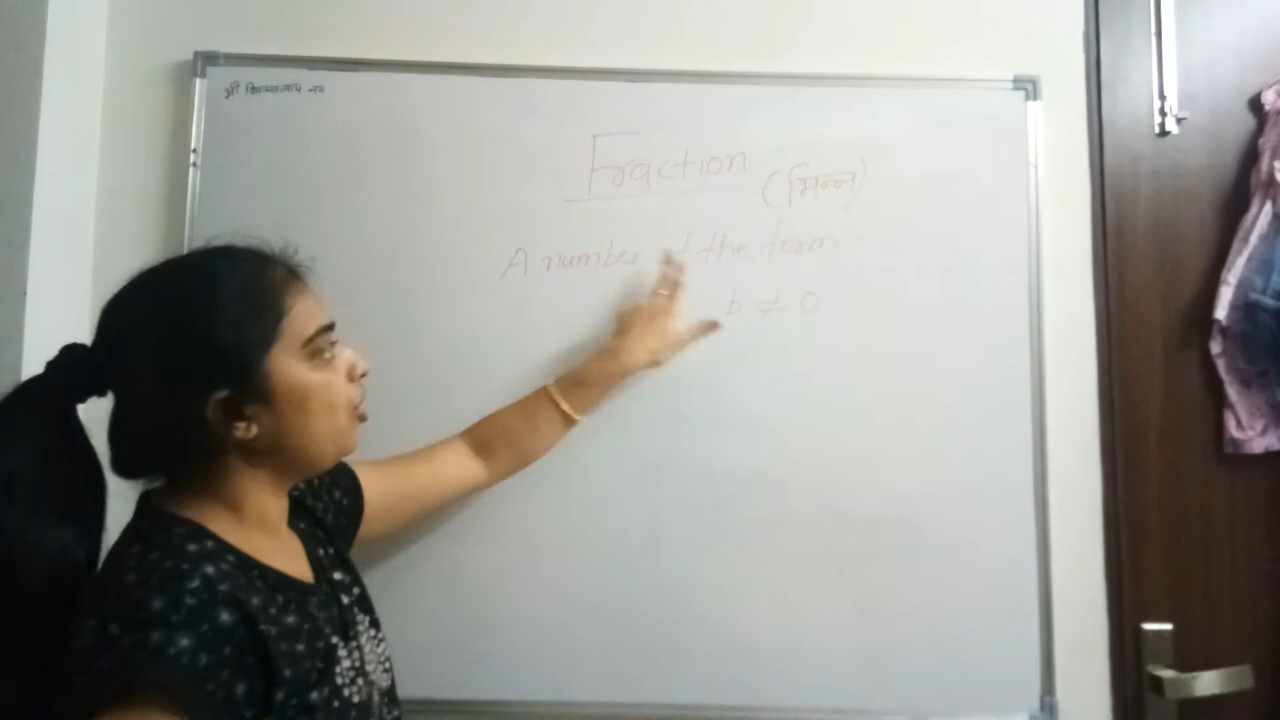 श्री
Fraction
(भिन्न)
A number of the form
b ≠ 0